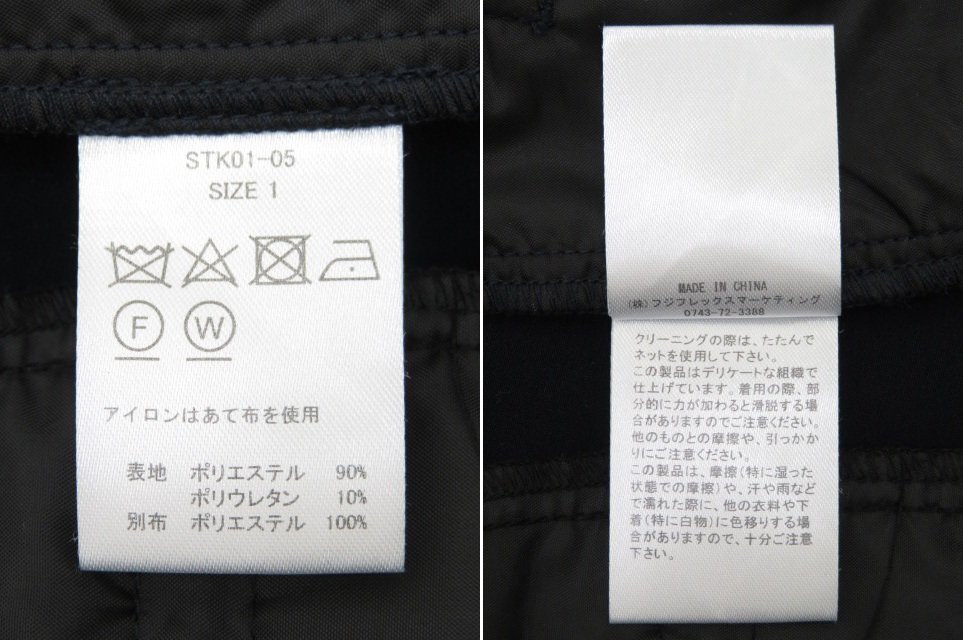 STK01-05
SIZE 1
F W
アイロンはあて布を使用
表地 ポリエステル 90%
ポリウレタン 10%
別布 ポリエステル 100%
MADE IN CHINA
(株)フジフレックスマーケティング
0743-72-3388
クリーニングの際は、たたんで
ネットを使用して下さい。
この製品はデリケートな組織で
仕上げています。着用の際、部
分的に力が加わると滑脱する場
合がありますのでご注意ください。
他のものとの摩擦や、引っかか
りにご注意ください。
この製品は、摩擦(特に湿った
状態での摩擦)や、汗や雨など
で濡れた際に、他の衣料や下
着(特に白物)に色移りする場
合がありますので、十分ご注意
下さい。